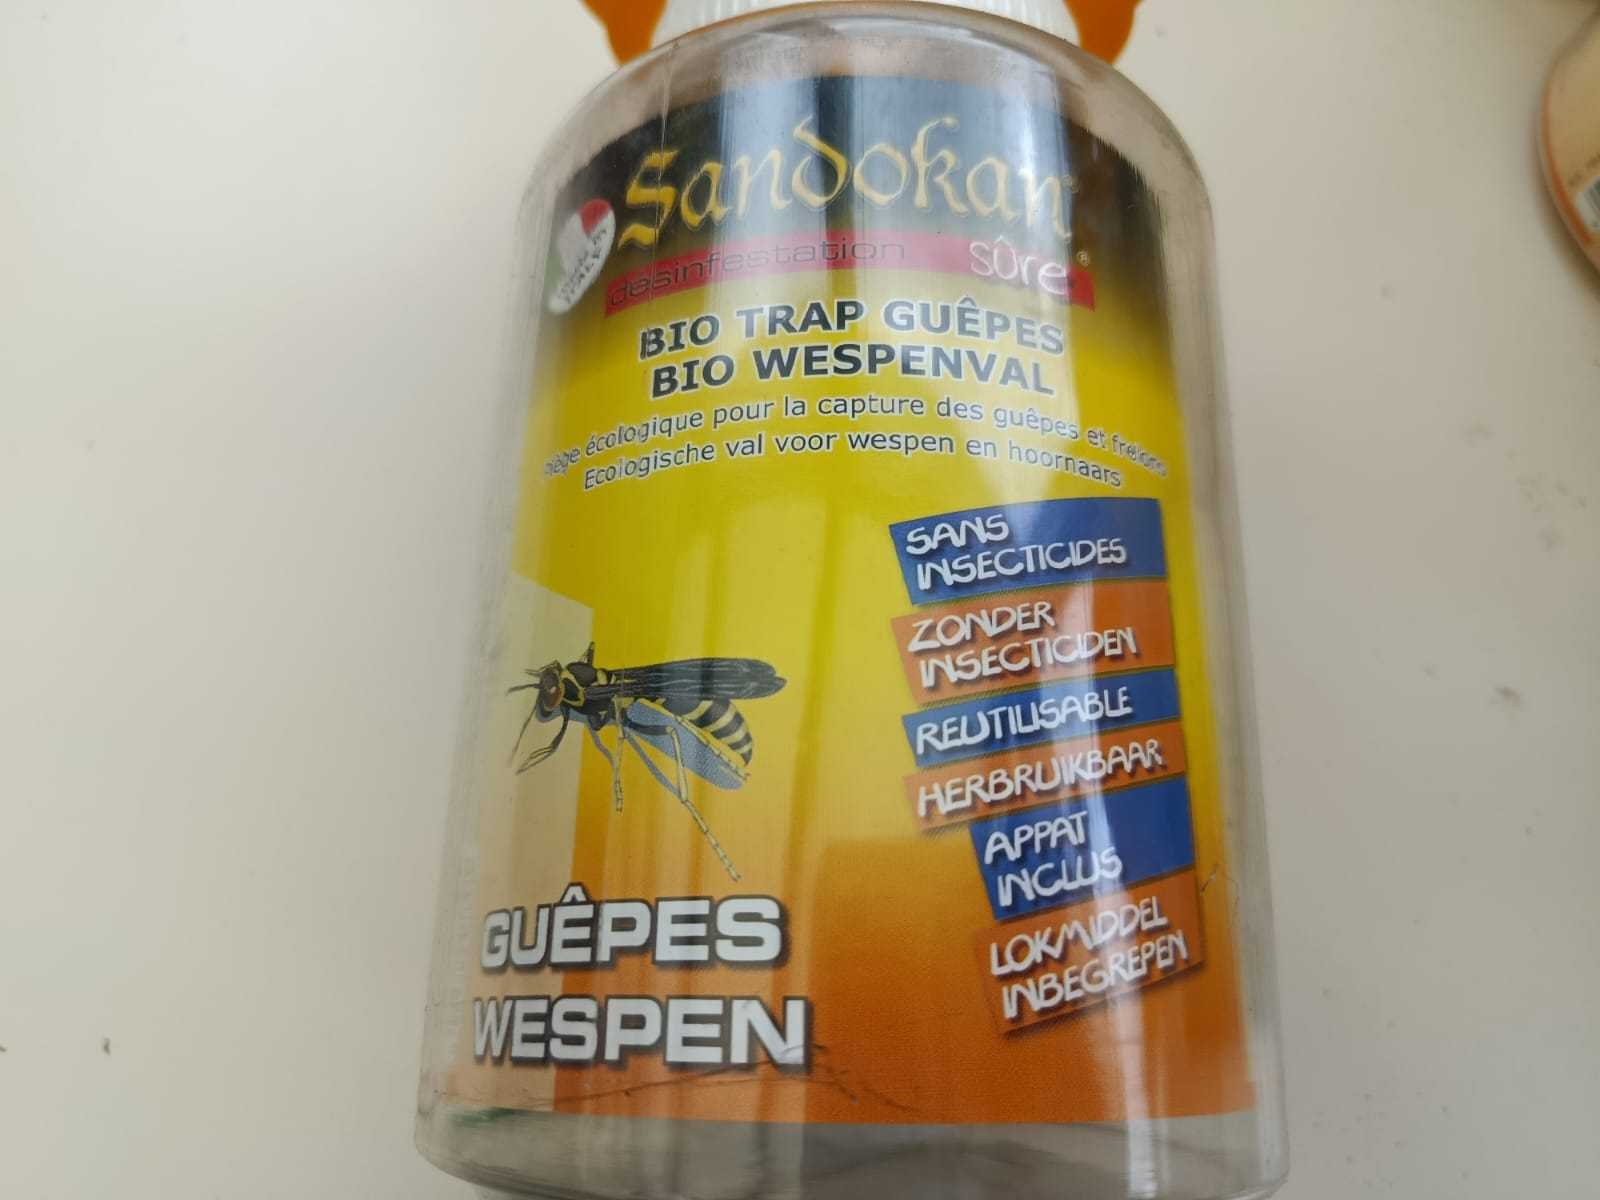 Sandokan
désinfestation sûre®
ITALY
BIO TRAP GUÊPES
BIO WESPENVAL
piège écologique pour la capture des guêpes et frelons
Ecologische val voor wespen en hoornaars
SANS
INSECTICIDES
ZONDER
INSECTICIDEN
REUTILISABLE
HERBRUIKBAAR
APPAT
INCLUS
LOKMIDDEL
INBEGREPEN
GUÊPES
WESPEN